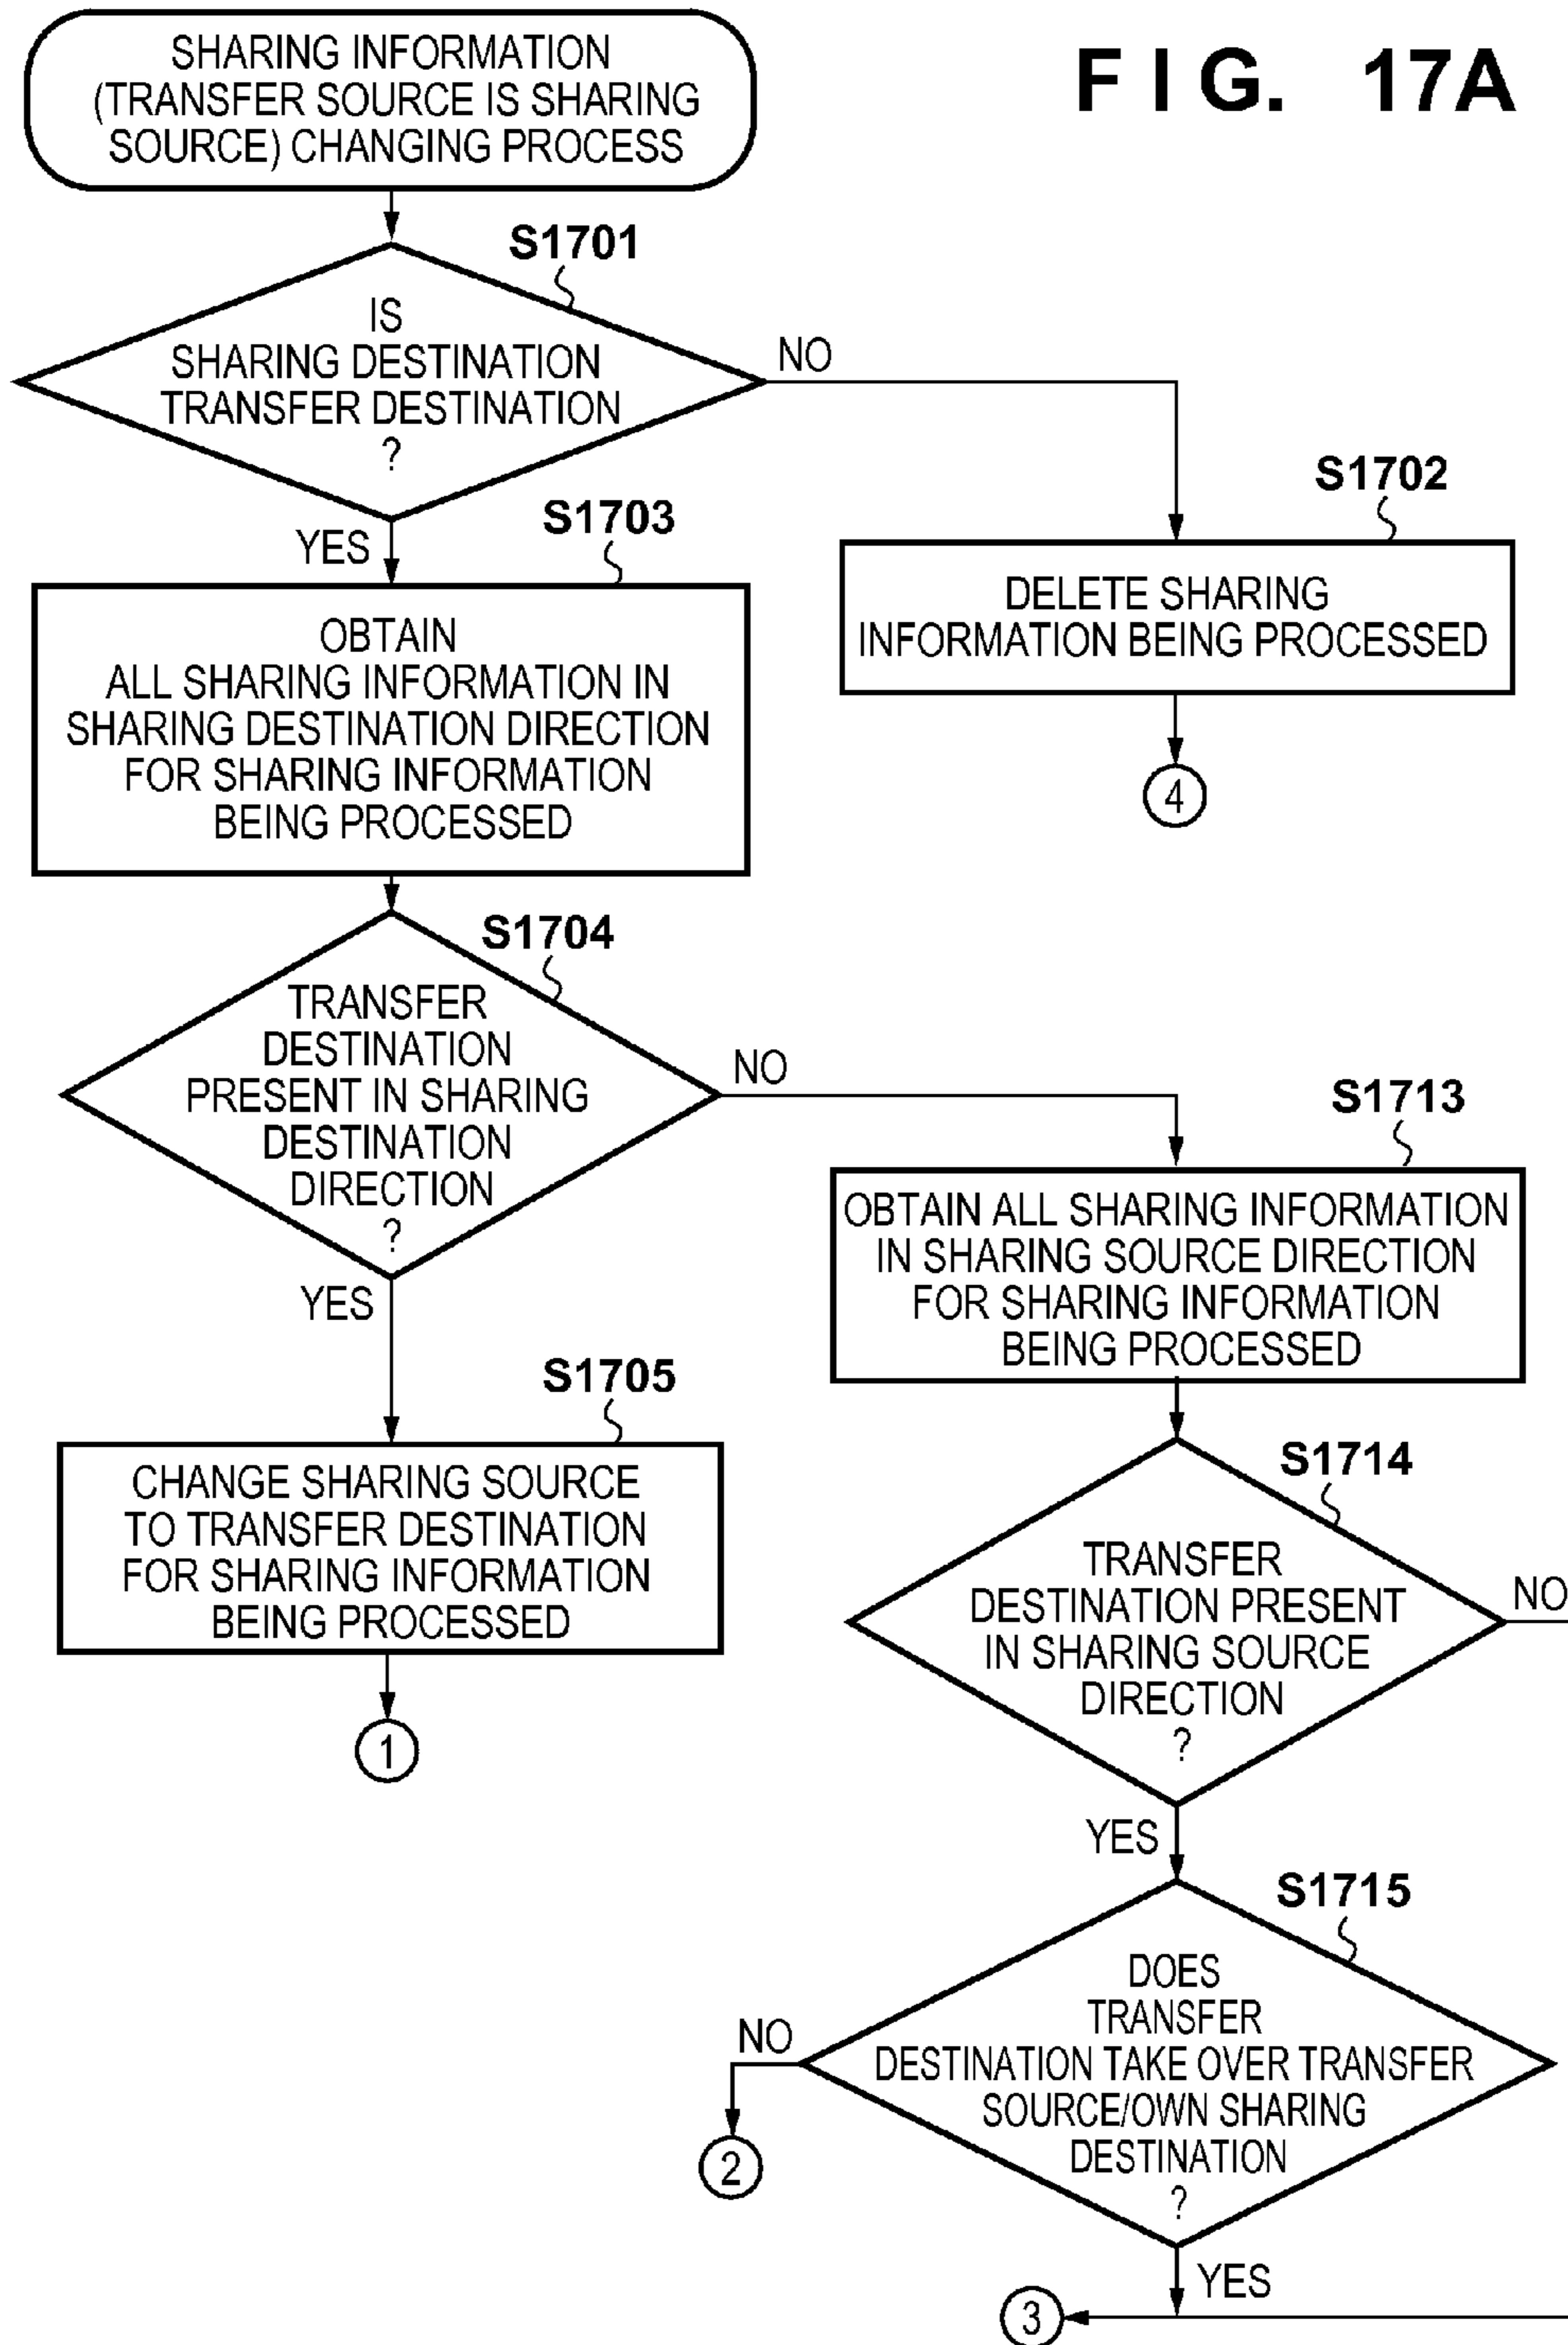 FIG. 17A
SHARING INFORMATION
(TRANSFER SOURCE IS SHARING
SOURCE) CHANGING PROCESS
S1701
IS
SHARING DESTINATION
TRANSFER DESTINATION
?
NO
YES
S1702
DELETE SHARING
INFORMATION BEING PROCESSED
4
S1703
OBTAIN
ALL SHARING INFORMATION IN
SHARING DESTINATION DIRECTION
FOR SHARING INFORMATION
BEING PROCESSED
S1704
TRANSFER
DESTINATION
PRESENT IN SHARING
DESTINATION
DIRECTION
?
NO
YES
S1705
CHANGE SHARING SOURCE
TO TRANSFER DESTINATION
FOR SHARING INFORMATION
BEING PROCESSED
1
S1713
OBTAIN ALL SHARING INFORMATION
IN SHARING SOURCE DIRECTION
FOR SHARING INFORMATION
BEING PROCESSED
S1714
TRANSFER
DESTINATION PRESENT
IN SHARING SOURCE
DIRECTION
?
NO
YES
S1715
DOES
TRANSFER
DESTINATION TAKE OVER TRANSFER
SOURCE/OWN SHARING
DESTINATION
?
NO
2
YES
3